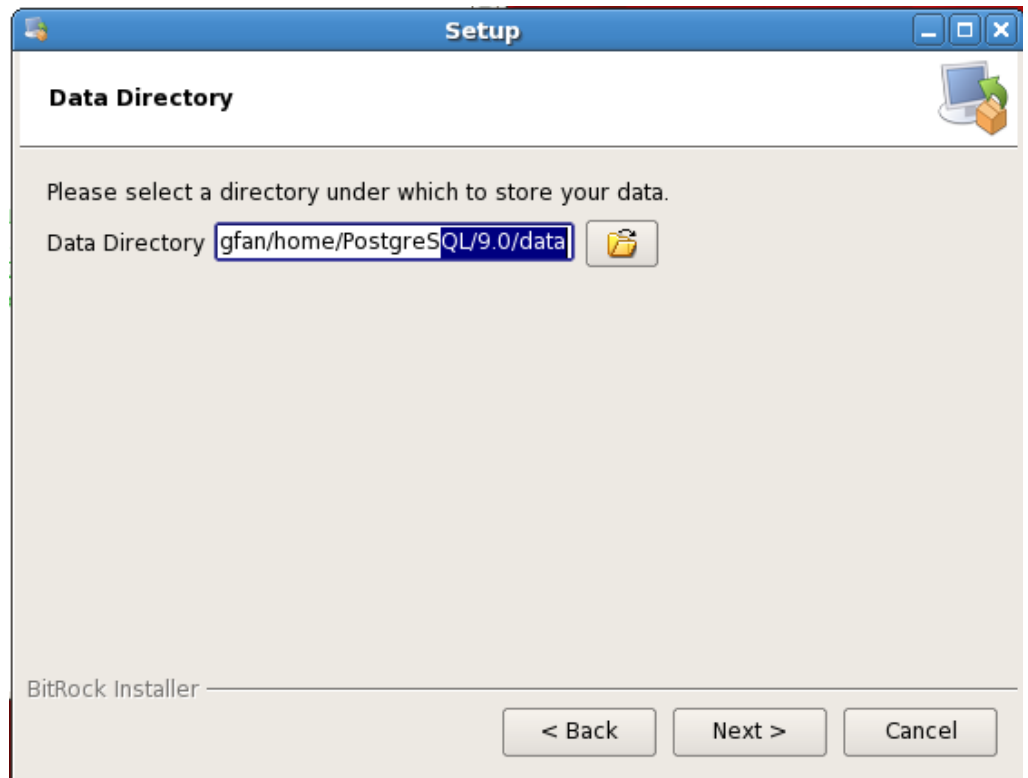 Setup
Data Directory
Please select a directory under which to store your data.
Data Directory gfan/home/PostgreSQL/9.0/data
BitRock Installer
< Back Next > Cancel